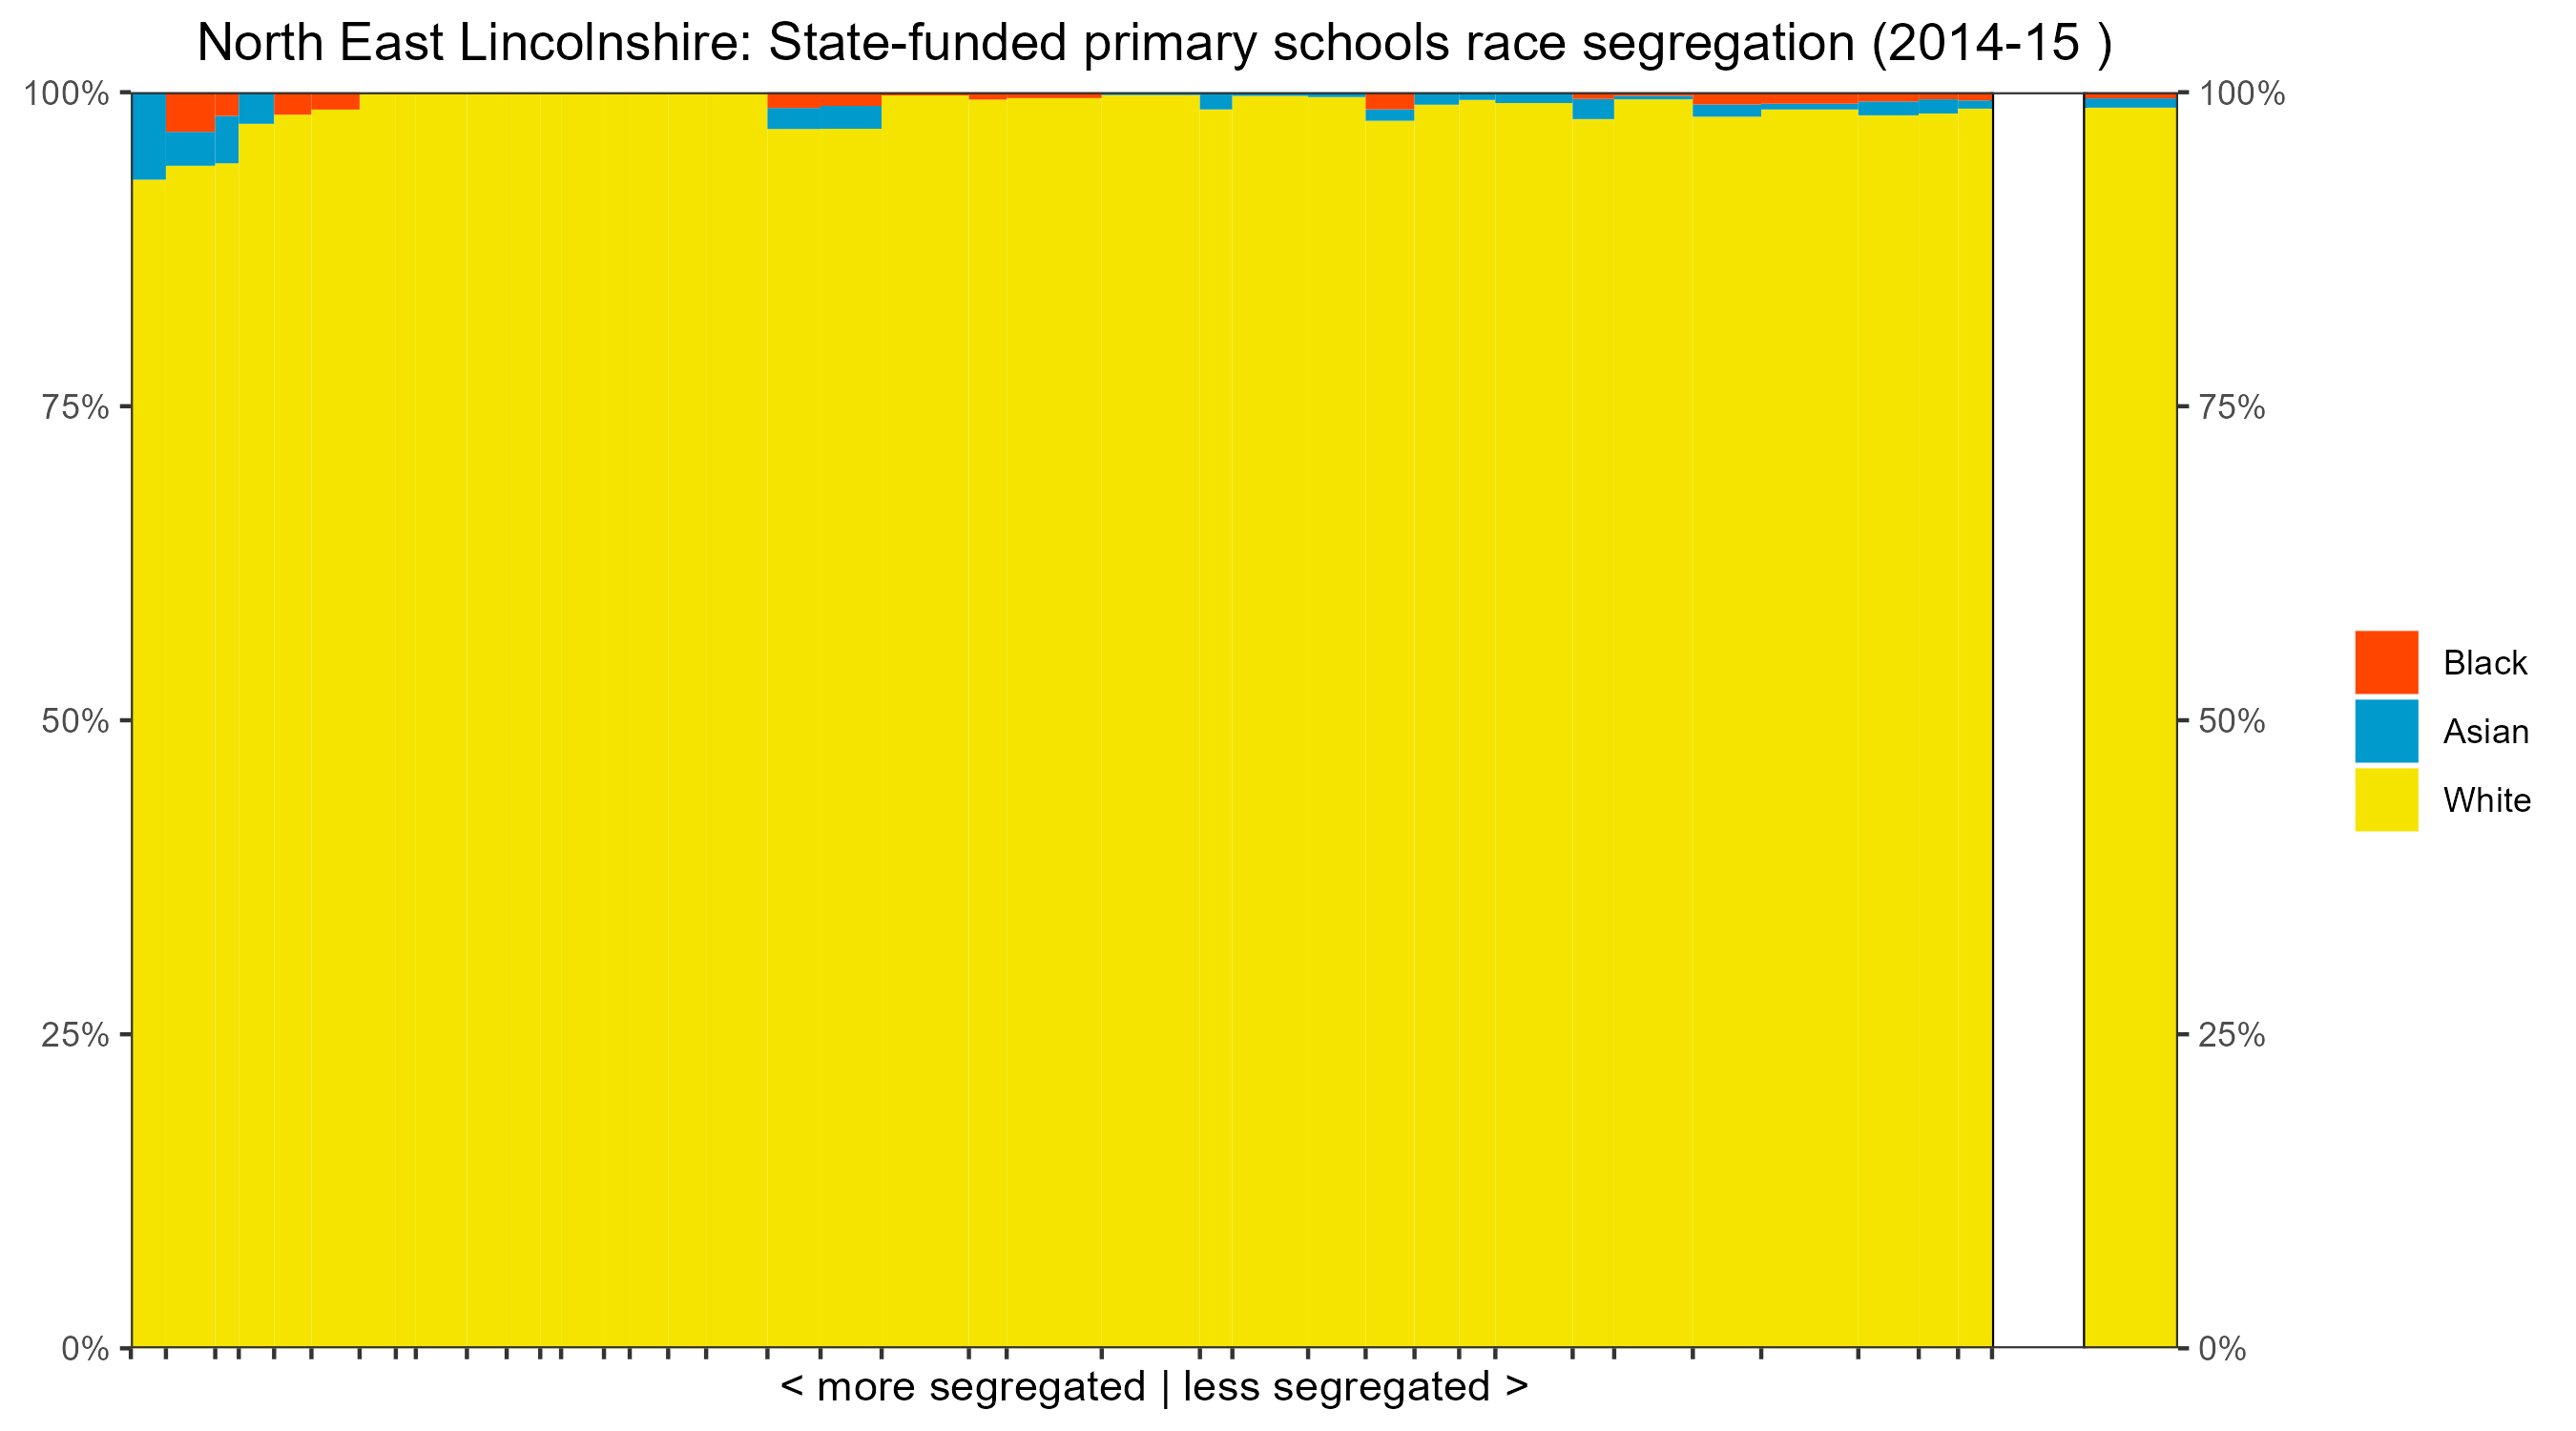 North East Lincolnshire: State-funded primary schools race segregation (2014-15 )
100%
75%
50%
25%
0%
100%
75%
50%
25%
0%
Black
Asian
White
< more segregated | less segregated >